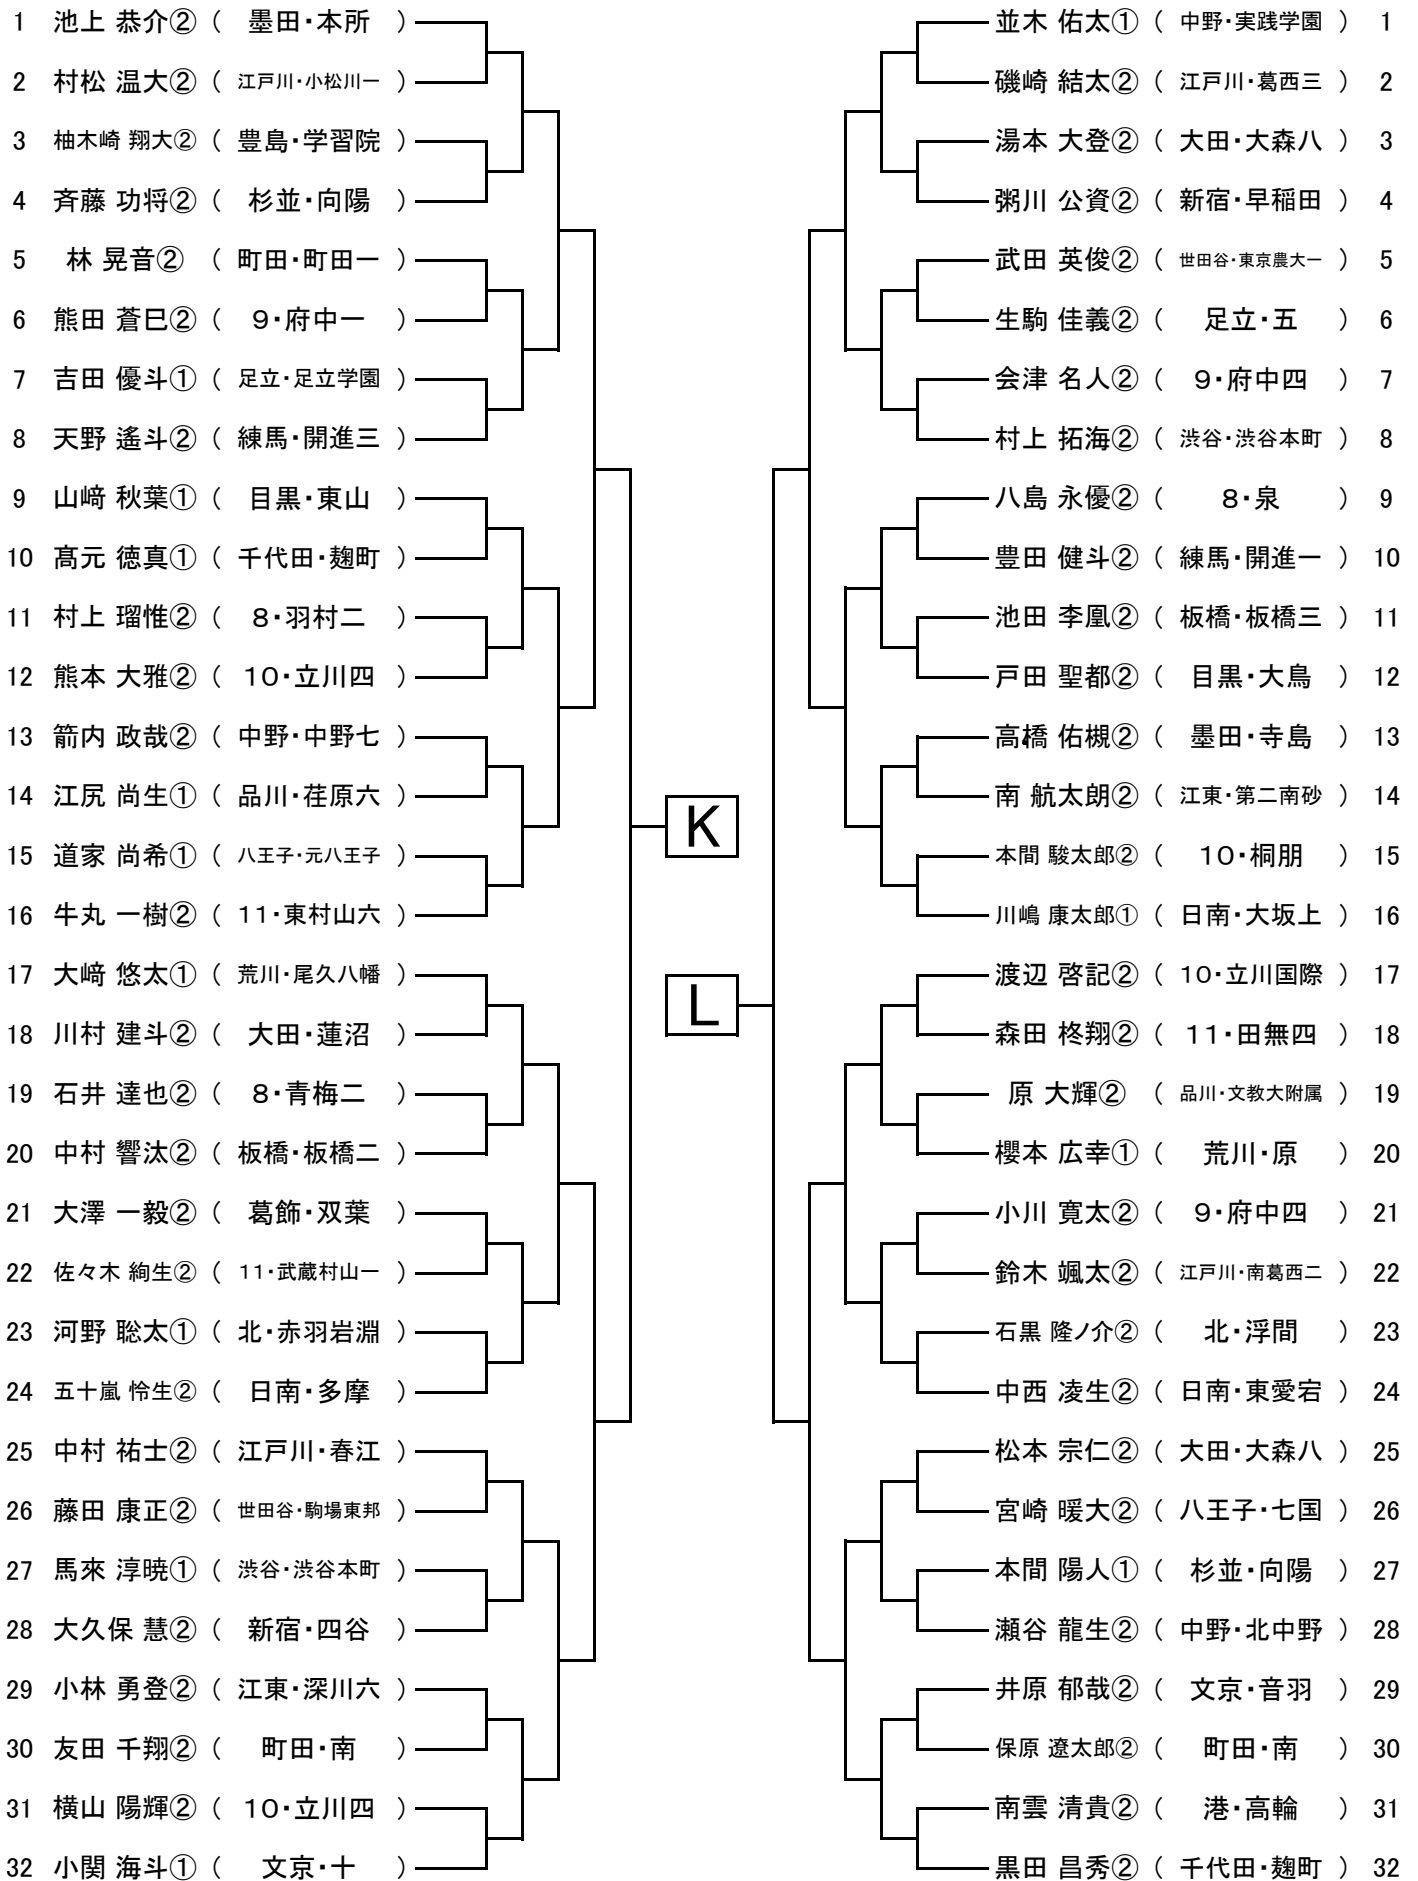 1 池上 恭介② ( 墨田・本所 )
2 村松 温大② ( 江戸川・小松川一 )
3 柚木崎 翔大② ( 豊島・学習院 )
4 斉藤 功将② ( 杉並・向陽 )
5 林 晃音② ( 町田・町田一 )
6 熊田 蒼巳② ( 9・府中一 )
7 吉田 優斗① ( 足立・足立学園 )
8 天野 遙斗② ( 練馬・開進三 )
9 山﨑 秋葉① ( 目黒・東山 )
10 髙元 徳真① ( 千代田・麹町 )
11 村上 瑠惟② ( 8・羽村二 )
12 熊本 大雅② ( 10・立川四 )
13 箭内 政哉② ( 中野・中野七 )
14 江尻 尚生① ( 品川・荏原六 )
15 道家 尚希① ( 八王子・元八王子 )
16 牛丸 一樹② ( 11・東村山六 )
17 大﨑 悠太① ( 荒川・尾久八幡 )
18 川村 建斗② ( 大田・蓮沼 )
19 石井 達也② ( 8・青梅二 )
20 中村 響汰② ( 板橋・板橋二 )
21 大澤 一毅② ( 葛飾・双葉 )
22 佐々木 絢生② ( 11・武蔵村山一 )
23 河野 聡太① ( 北・赤羽岩淵 )
24 五十嵐 怜生② ( 日南・多摩 )
25 中村 祐士② ( 江戸川・春江 )
26 藤田 康正② ( 世田谷・駒場東邦 )
27 馬來 淳暁① ( 渋谷・渋谷本町 )
28 大久保 慧② ( 新宿・四谷 )
29 小林 勇登② ( 江東・深川六 )
30 友田 千翔② ( 町田・南 )
31 横山 陽輝② ( 10・立川四 )
32 小関 海斗① ( 文京・十 )
K
L
並木 佑太① ( 中野・実践学園 ) 1
磯崎 結太② ( 江戸川・葛西三 ) 2
湯本 大登② ( 大田・大森八 ) 3
粥川 公資② ( 新宿・早稲田 ) 4
武田 英俊② ( 世田谷・東京農大一 ) 5
生駒 佳義② ( 足立・五 ) 6
会津 名人② ( 9・府中四 ) 7
村上 拓海② ( 渋谷・渋谷本町 ) 8
八島 永優② ( 8・泉 ) 9
豊田 健斗② ( 練馬・開進一 ) 10
池田 李凰② ( 板橋・板橋三 ) 11
戸田 聖都② ( 目黒・大鳥 ) 12
高橋 佑槻② ( 墨田・寺島 ) 13
南 航太朗② ( 江東・第二南砂 ) 14
本間 駿太郎② ( 10・桐朋 ) 15
川嶋 康太郎① ( 日南・大坂上 ) 16
渡辺 啓記② ( 10・立川国際 ) 17
森田 柊翔② ( 11・田無四 ) 18
原 大輝② ( 品川・文教大附属 ) 19
櫻本 広幸① ( 荒川・原 ) 20
小川 寛太② ( 9・府中四 ) 21
鈴木 颯太② ( 江戸川・南葛西二 ) 22
石黒 隆ノ介② ( 北・浮間 ) 23
中西 凌生② ( 日南・東愛宕 ) 24
松本 宗仁② ( 大田・大森八 ) 25
宮崎 暖大② ( 八王子・七国 ) 26
本間 陽人① ( 杉並・向陽 ) 27
瀬谷 龍生② ( 中野・北中野 ) 28
井原 郁哉② ( 文京・音羽 ) 29
保原 遼太郎② ( 町田・南 ) 30
南雲 清貴② ( 港・高輪 ) 31
黒田 昌秀② ( 千代田・麹町 ) 32